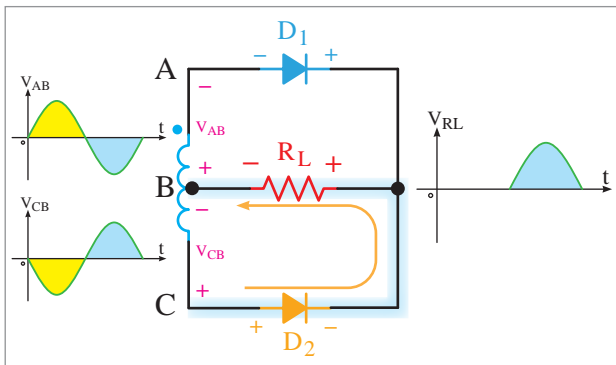 D1
A
− +
VAB
t
o
−
VAB
+
− RL +
B
−
VCB
+
VCB
t
o
C
+ −
D2
VRL
t
o